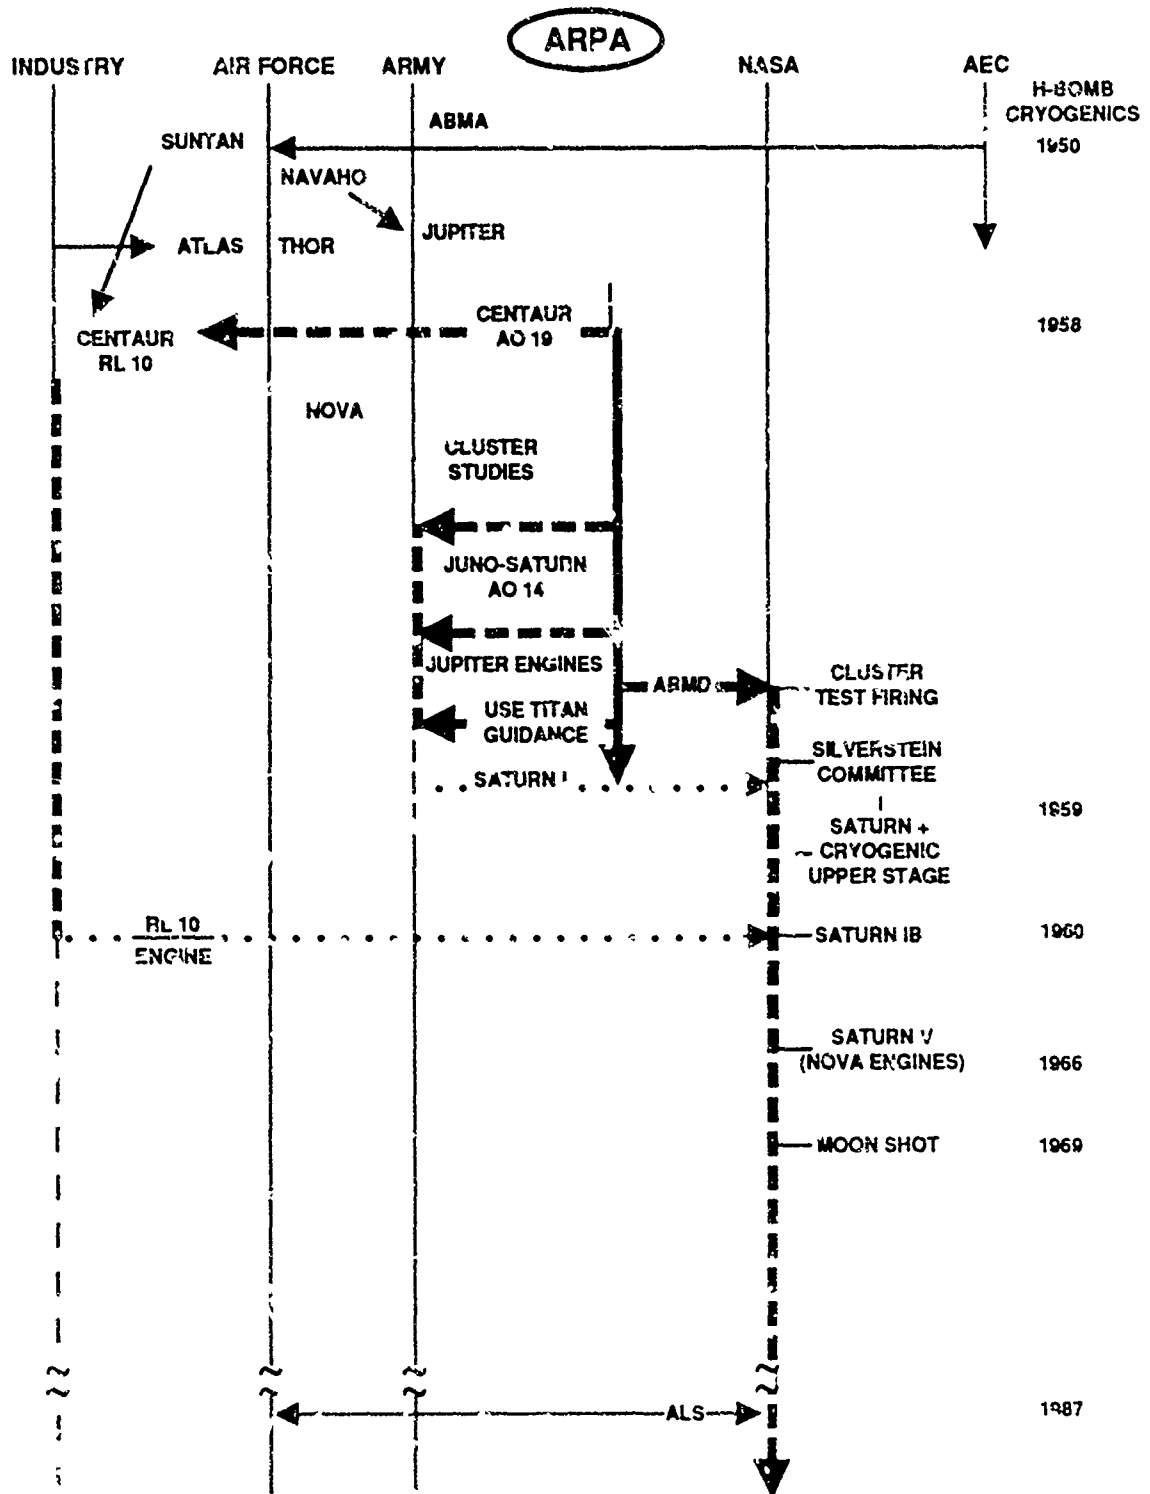 ARPA
INDUSTRY AIR FORCE ARMY NASA AEC
H-BOMB
CRYOGENICS
ABMA
SUNTAN
1950
NAVAHO
JUPITER
ATLAS THOR
CENTAUR
AO 19
1958
CENTAUR
RL 10
NOVA
CLUSTER
STUDIES
JUNO-SATURN
AO 14
JUPITER ENGINES
ARMD
CLUSTER
TEST FIRING
USE TITAN
GUIDANCE
SILVERSTEIN
COMMITTEE
SATURN I
1959
SATURN +
CRYOGENIC
UPPER STAGE
RL 10
ENGINE
SATURN IB
1960
SATURN V
(NOVA ENGINES)
1966
MOON SHOT
1969
ALS
1987